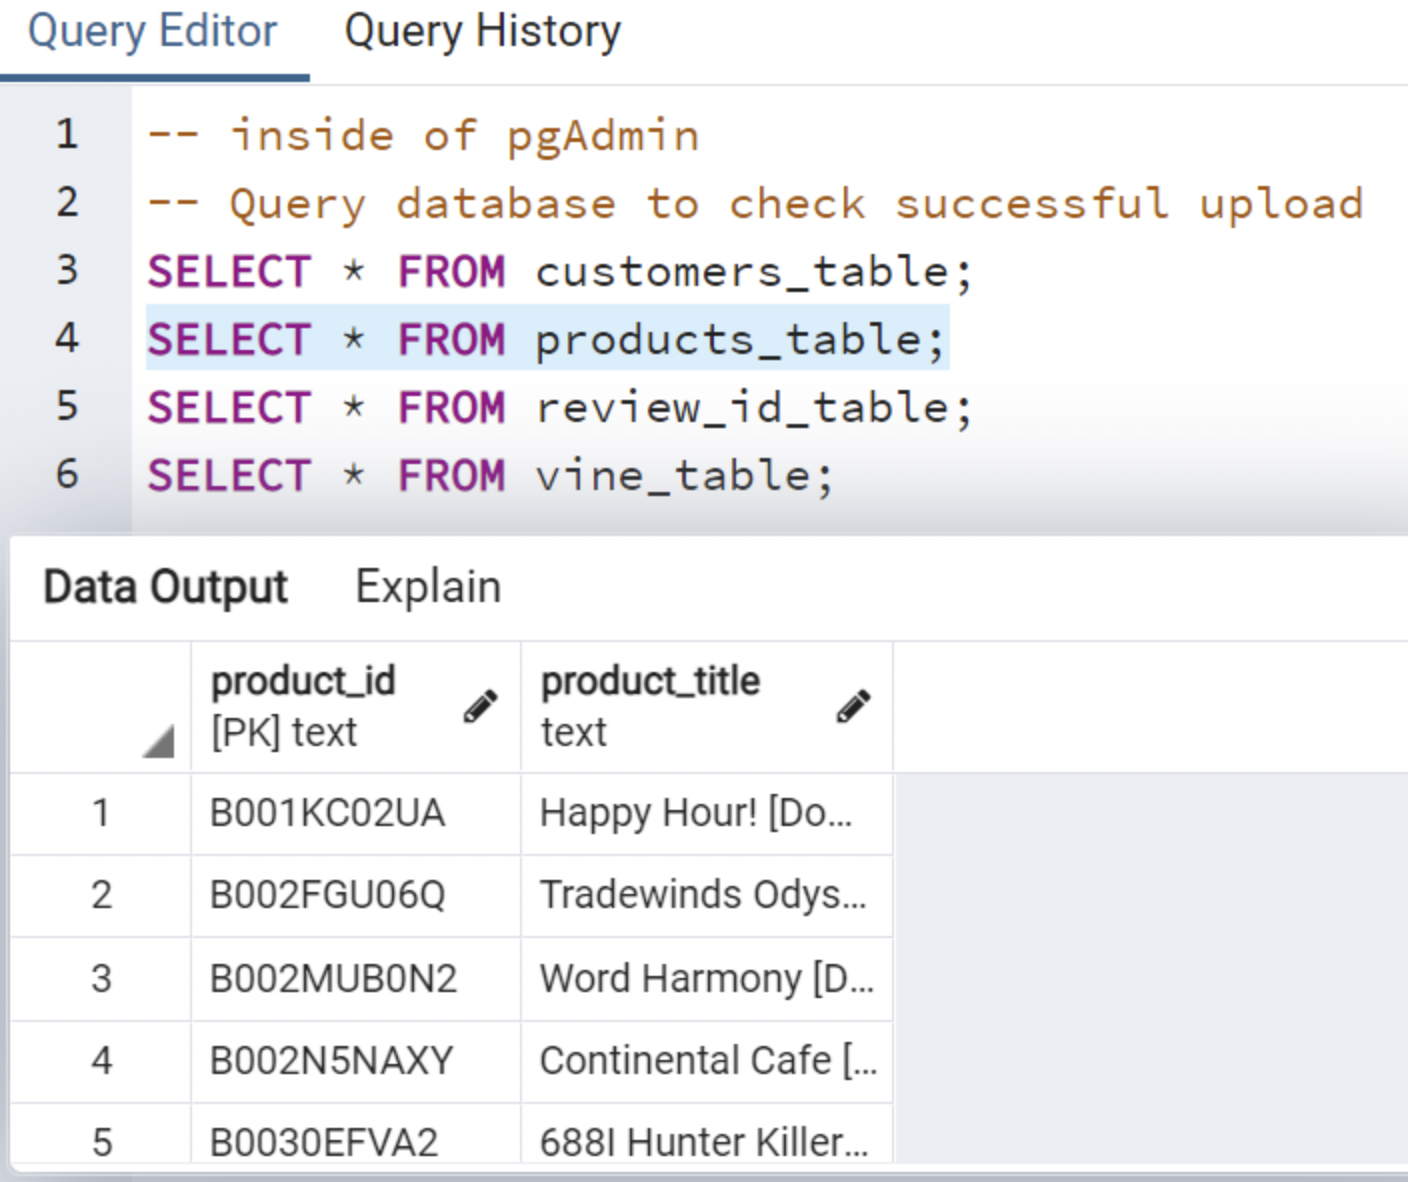 Query Editor Query History
1 -- inside of pgAdmin
2 -- Query database to check successful upload
3 SELECT * FROM customers_table;
4 SELECT * FROM products_table;
5 SELECT * FROM review_id_table;
6 SELECT * FROM vine_table;
Data Output Explain
product_id product_title
[PK] text text
1 B001KC02UA Happy Hour! [Do...
2 B002FGU06Q Tradewinds Odys...
3 B002MUB0N2 Word Harmony [D...
4 B002N5NAXY Continental Cafe [...
5 B0030EFVA2 688I Hunter Killer...